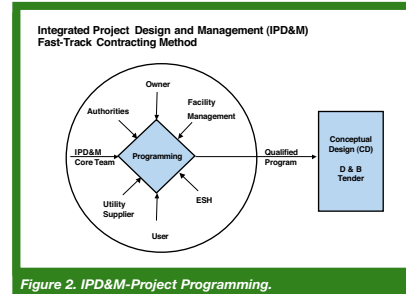 Integrated Project Design and Management (IPD&M)
Fast-Track Contracting Method
Owner
Authorities
Facility
Management
IPD&M
Core Team
Programming
Qualified
Program
Conceptual
Design (CD)
D & B
Tender
Utility
Supplier
ESH
User
Figure 2. IPD&M-Project Programming.